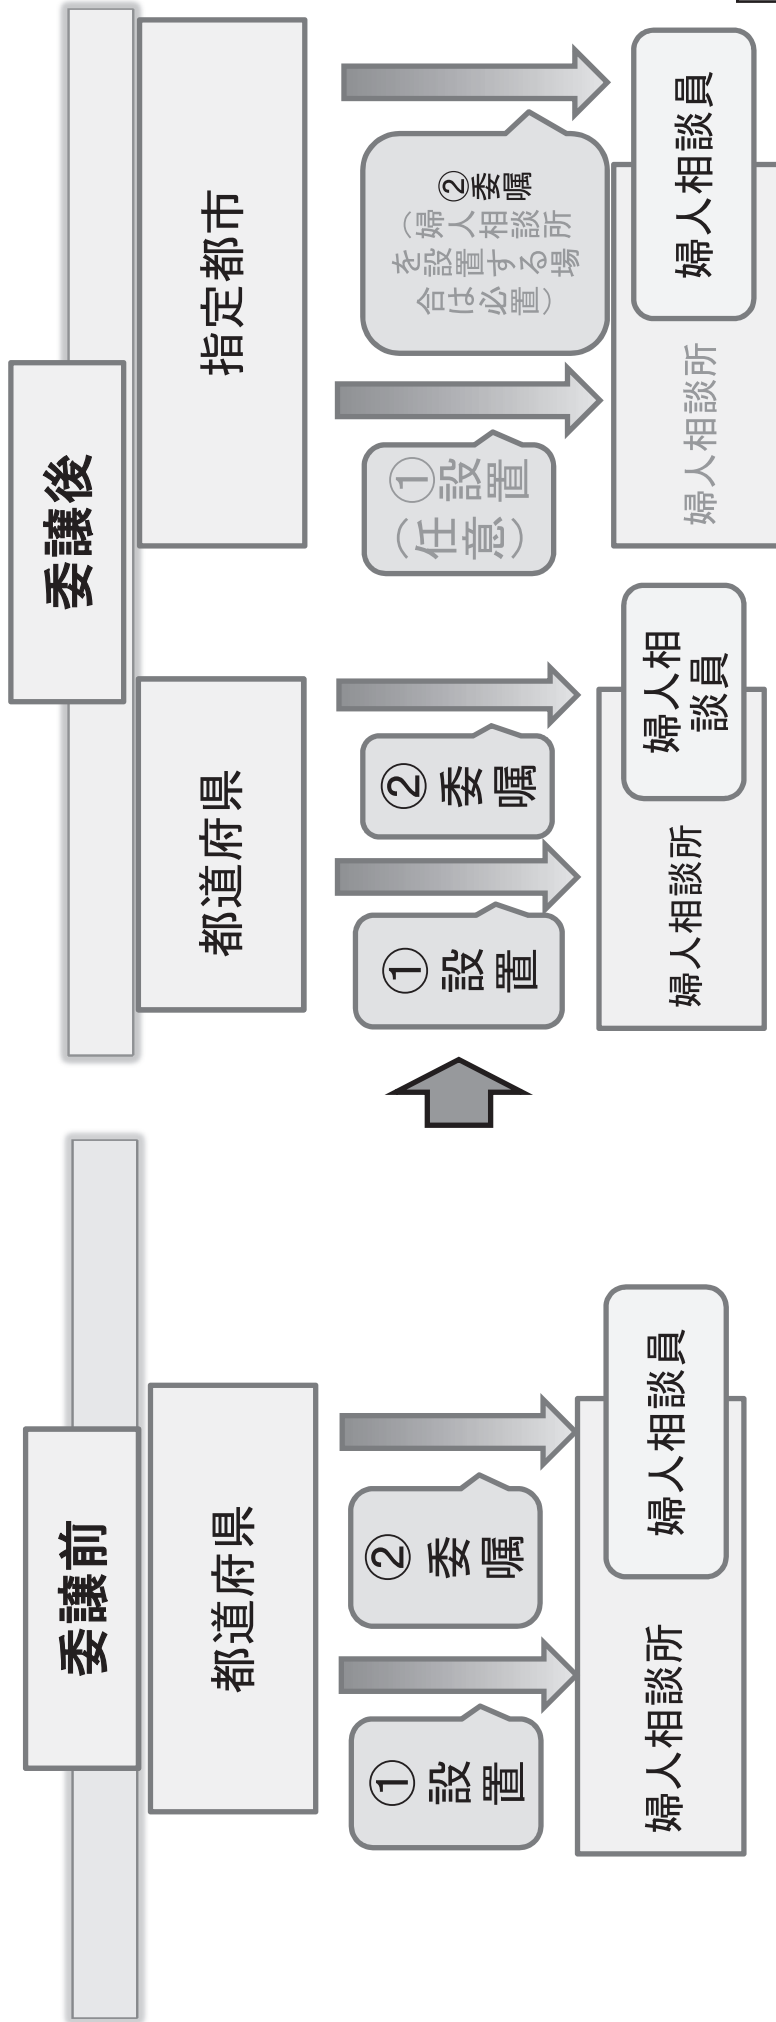 委譲前
都道府県
①
設
置
②
委
嘱
婦人相談所
婦人相談員
委譲後
都道府県
①
設
置
②
委
嘱
婦人相談所
婦人相
談員
指定都市
①設置
(任意)
②委嘱
(婦人相談所
を設置する場
合は必置)
婦人相談所
婦人相談員